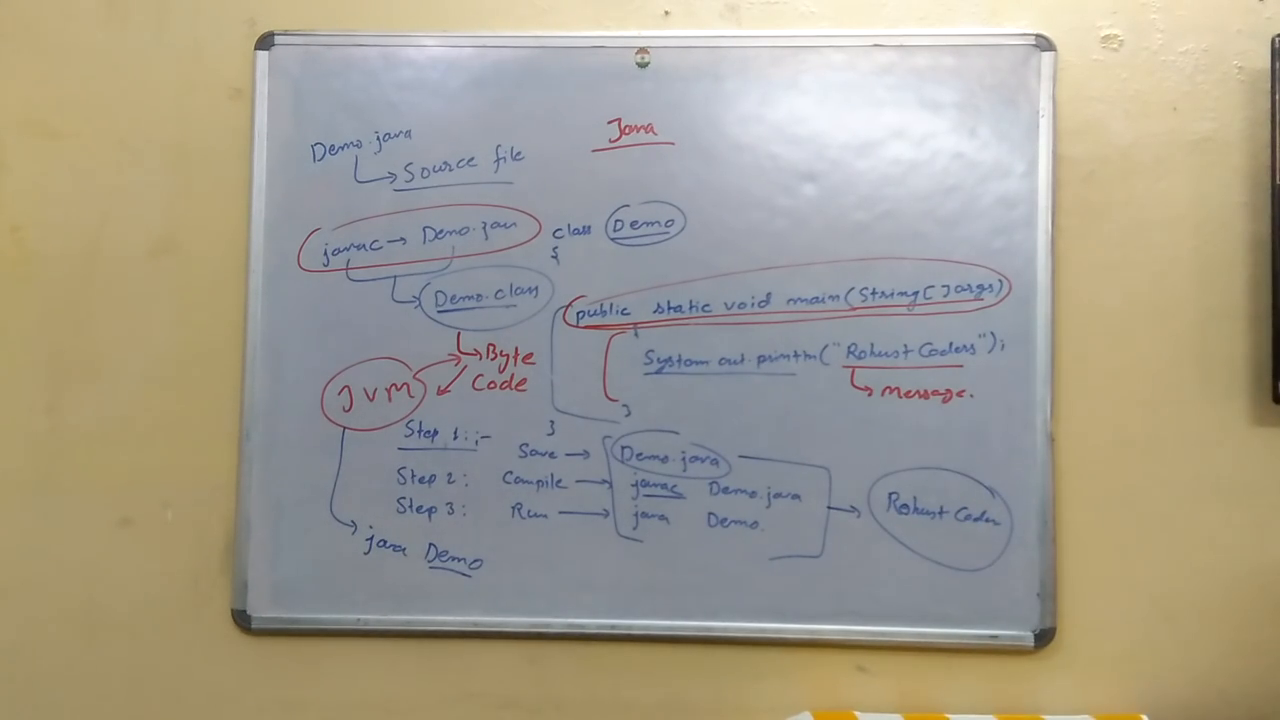 Java
Demo.java
Source file
javac → Demo.java
Demo.class
Byte
Code
JVM
java Demo
class Demo
{
public static void main(String[] args)
{
System.out.println("Robust Coders");
Message.
}
}
Step 1:;-
Save → Demo.java
Step 2: Compile → javac Demo.java
Step 3: Run → java Demo.
Robust Coder